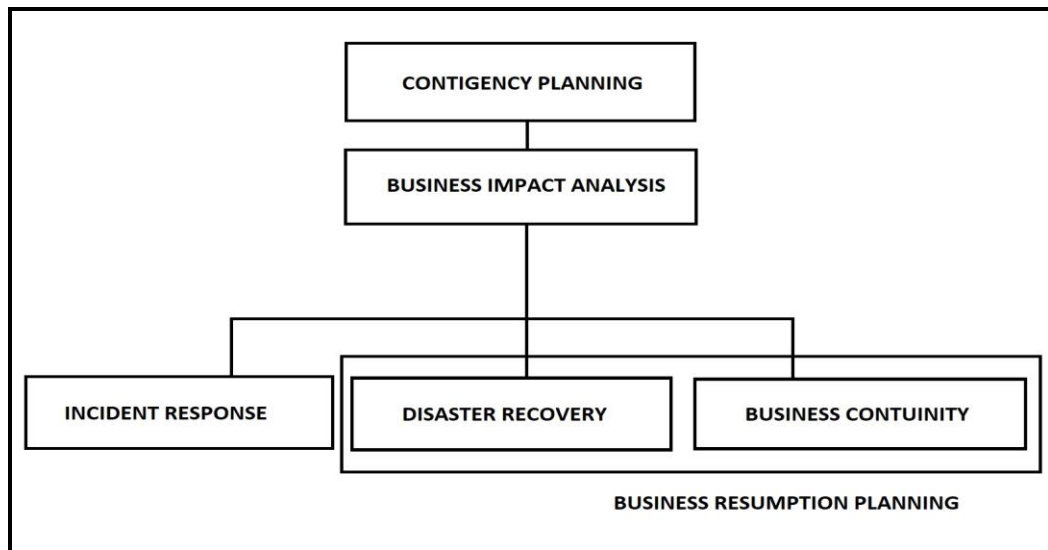 CONTIGENCY PLANNING
BUSINESS IMPACT ANALYSIS
INCIDENT RESPONSE
DISASTER RECOVERY
BUSINESS CONTUINITY
BUSINESS RESUMPTION PLANNING